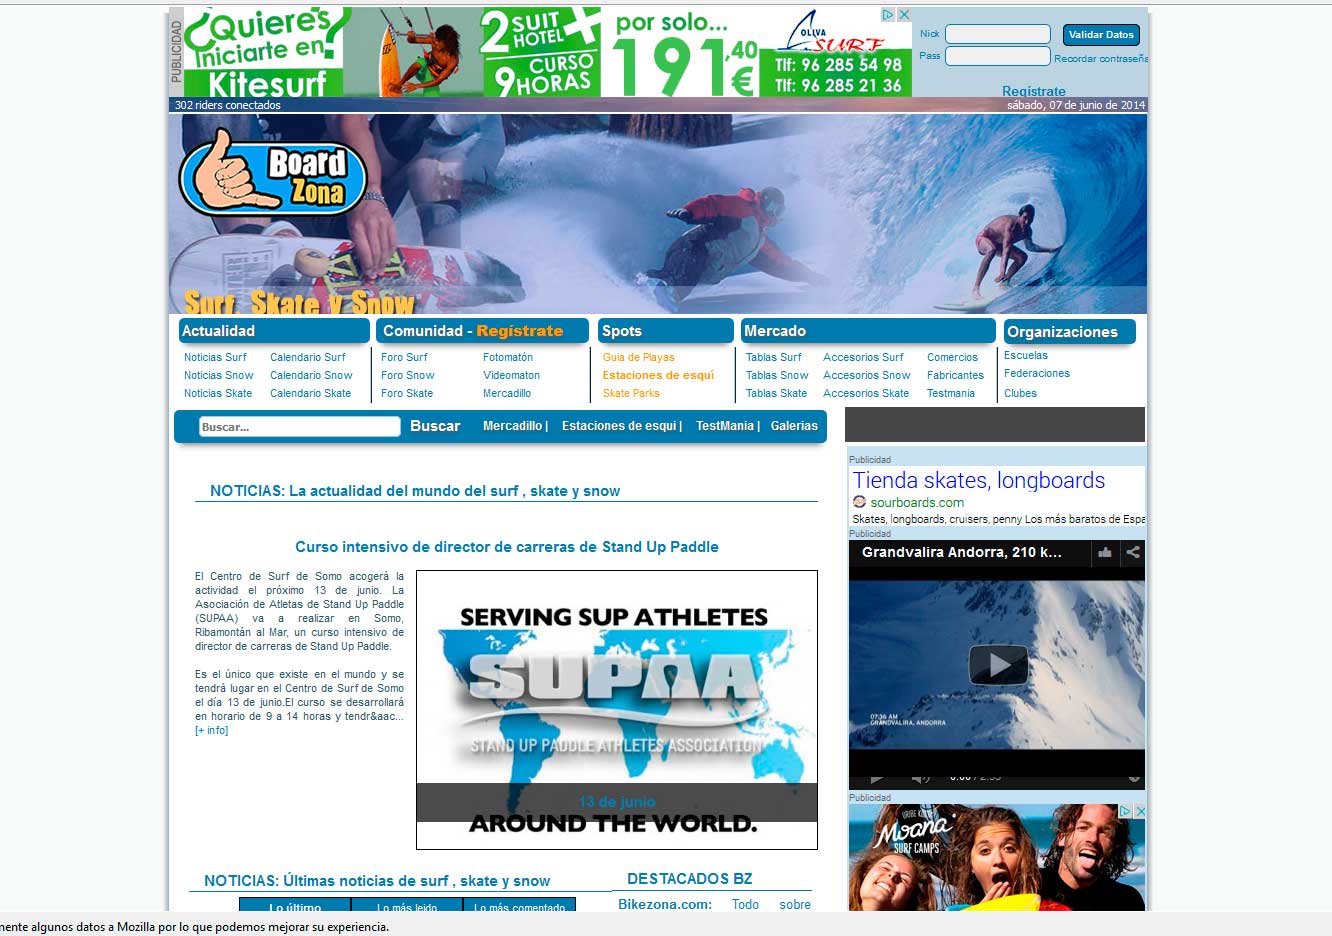 PUBLICIDAD
¿Quieres
iniciarte en?
Kitesurf
2 SUIT
HOTEL +
CURSO
9 HORAS
por solo...
191,40
€
OLIVA
SURF
Tlf: 96 285 54 98
Tlf: 96 285 21 36
Nick
Validar Datos
Pass
Recordar contraseña
Regístrate
302 riders conectados
sábado, 07 de junio de 2014
Board
Zona
Surf, Skate y Snow
Actualidad
Comunidad - Regístrate
Spots
Mercado
Organizaciones
Noticias Surf Calendario Surf Foro Surf Fotomatón Guia de Playas Tablas Surf Accesorios Surf Comercios Escuelas
Noticias Snow Calendario Snow Foro Snow Videomaton Estaciones de esquí Tablas Snow Accesorios Snow Fabricantes Federaciones
Noticias Skate Calendario Skate Foro Skate Mercadillo Skate Parks Tablas Skate Accesorios Skate Testmania Clubes
Buscar... Buscar Mercadillo | Estaciones de esqui | TestMania | Galerias
NOTICIAS: La actualidad del mundo del surf , skate y snow
Curso intensivo de director de carreras de Stand Up Paddle
El Centro de Surf de Somo acogerá la
actividad el próximo 13 de junio. La
Asociación de Atletas de Stand Up Paddle
(SUPAA) va a realizar en Somo,
Ribamontán al Mar, un curso intensivo de
director de carreras de Stand Up Paddle.
Es el único que existe en el mundo y se
tendrá lugar en el Centro de Surf de Somo
el día 13 de junio.El curso se desarrollará
en horario de 9 a 14 horas y tendr&aac...
[+ info]
SERVING SUP ATHLETES
SUPAA
STAND UP PADDLE ATHLETES ASSOCIATION
13 de junio
AROUND THE WORLD.
Publicidad
Tienda skates, longboards
sourboards.com
Skates, longboards, cruisers, penny Los más baratos de Espa
Publicidad
Grandvalira Andorra, 210 k...
07:36 AM
GRANDVALIRA, ANDORRA
0:00 / 2:55
Publicidad
Moana
SURF CAMPS
NOTICIAS: Últimas noticias de surf , skate y snow
Lo último Lo más leido Lo más comentado
DESTACADOS BZ
Bikezona.com: Todo sobre
mente algunos datos a Mozilla por lo que podemos mejorar su experiencia.